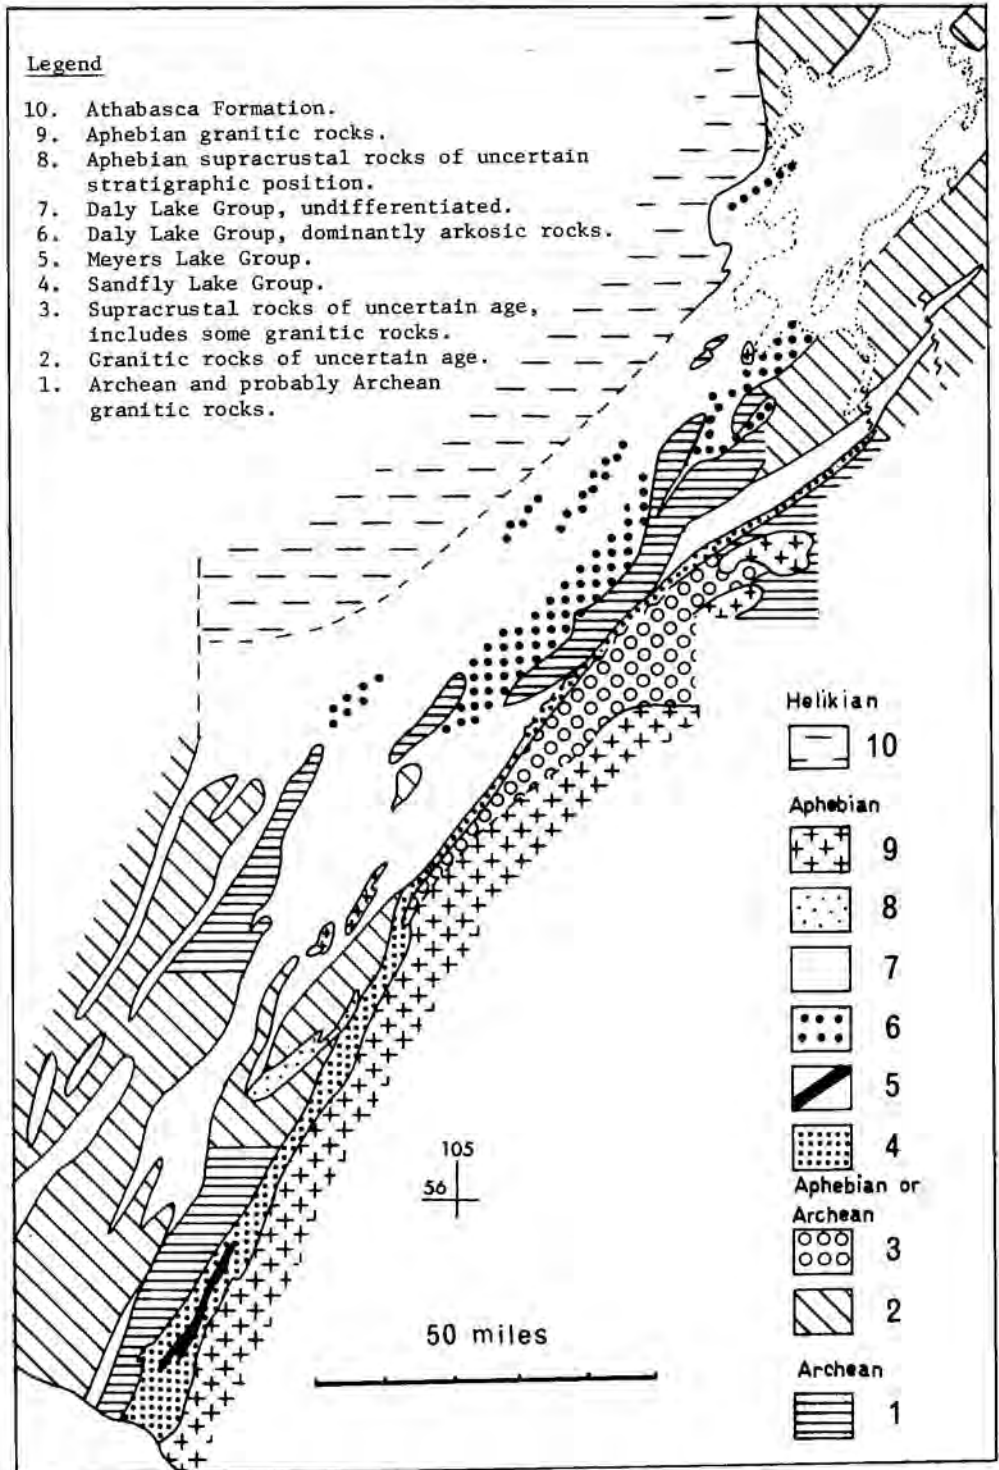 Legend
10. Athabasca Formation.
9. Aphebian granitic rocks.
8. Aphebian supracrustal rocks of uncertain
stratigraphic position.
7. Daly Lake Group, undifferentiated.
6. Daly Lake Group, dominantly arkosic rocks.
5. Meyers Lake Group.
4. Sandfly Lake Group.
3. Supracrustal rocks of uncertain age,
includes some granitic rocks.
2. Granitic rocks of uncertain age.
1. Archean and probably Archean
granitic rocks.
Helikian
10
Aphebian
9
8
7
6
5
4
Aphebian or
Archean
3
2
Archean
1
105
56
50 miles